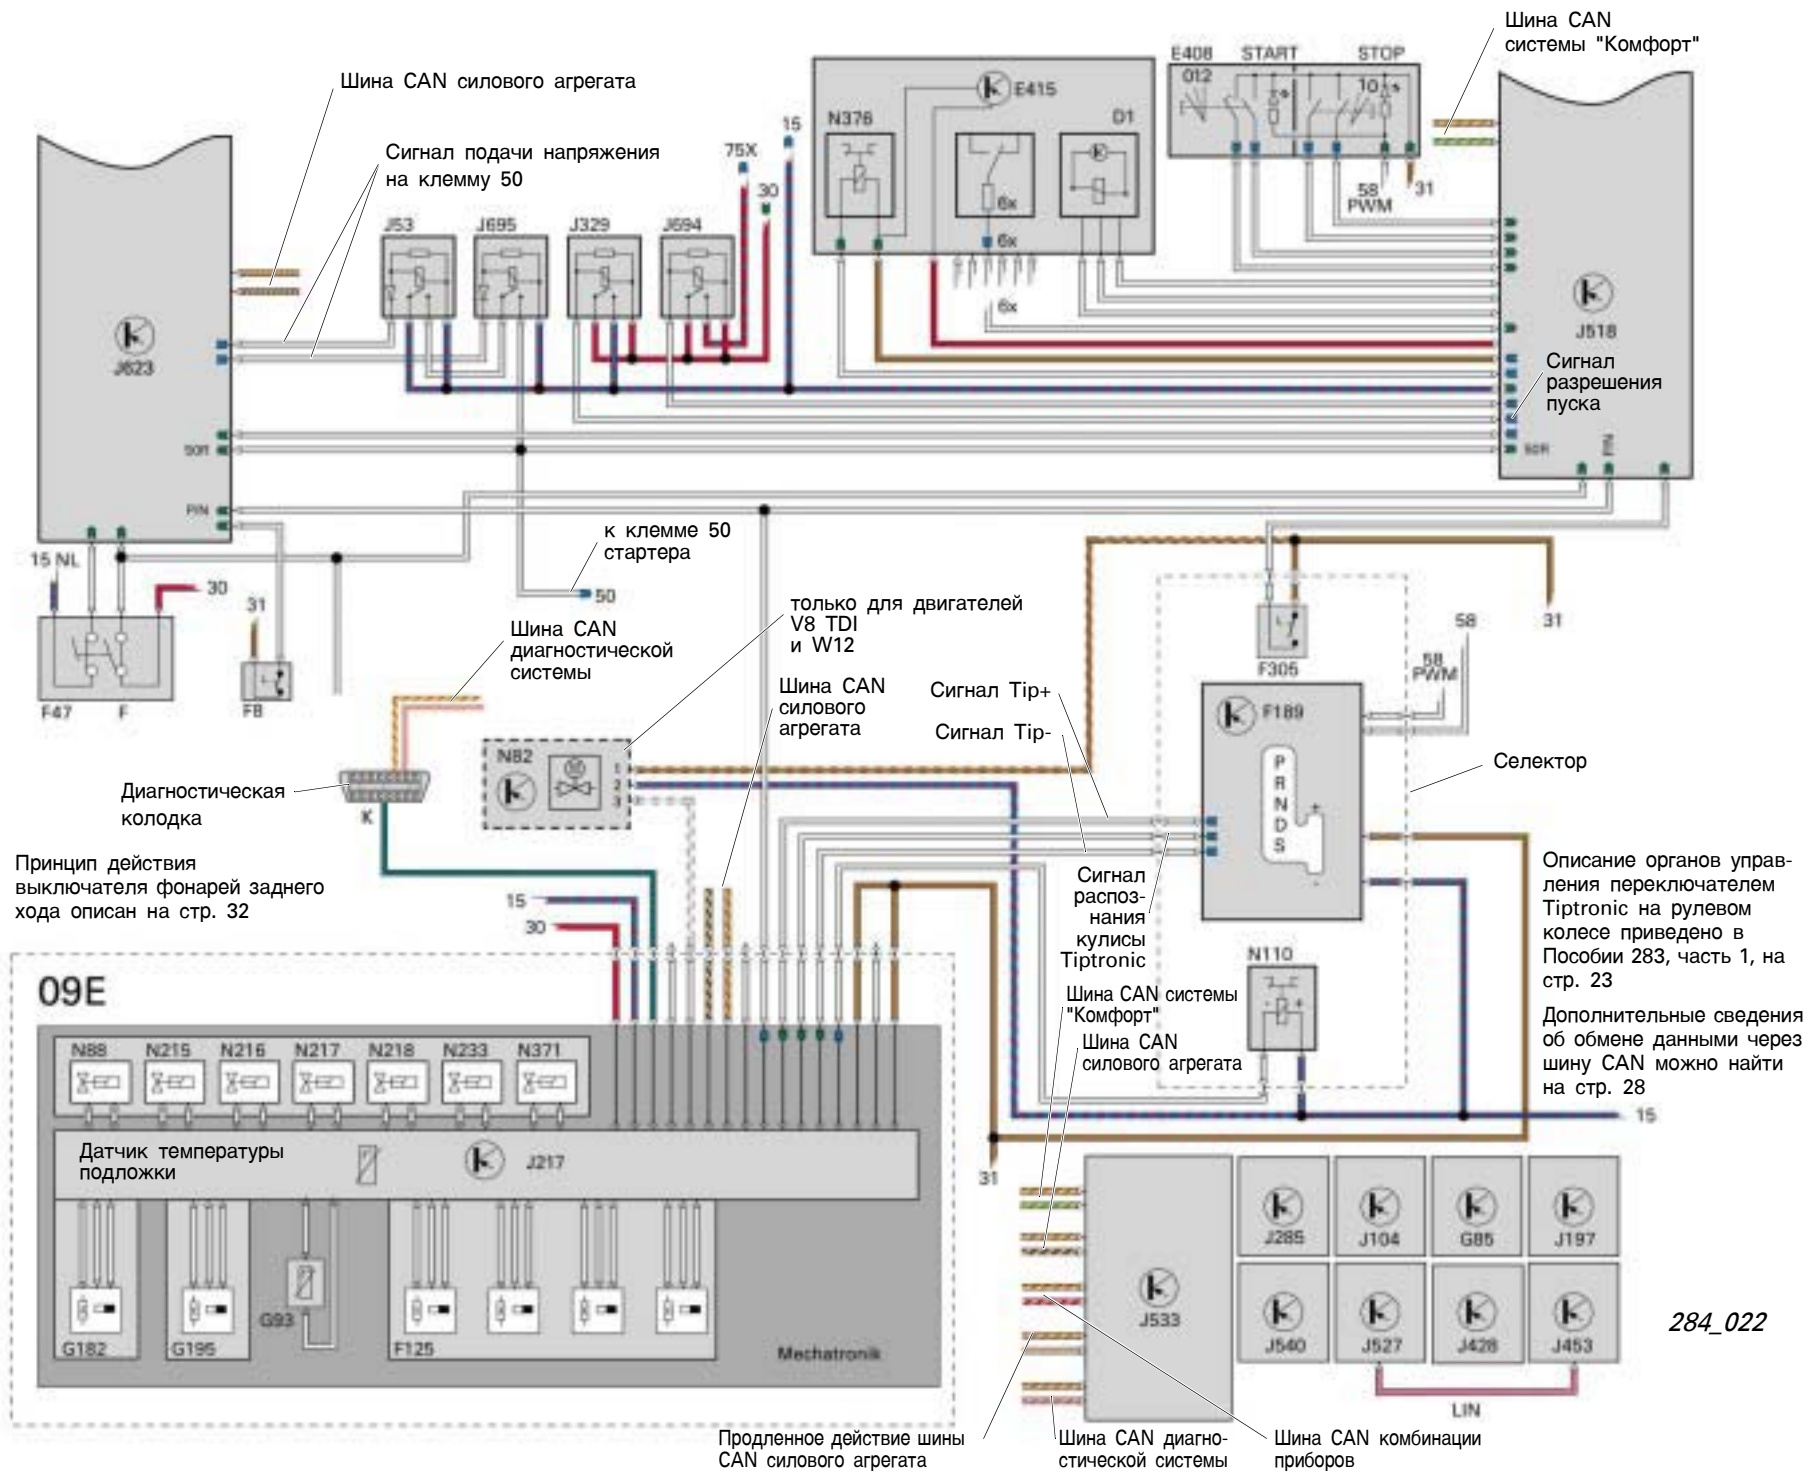 Шина CAN
системы "Комфорт"
Шина CAN силового агрегата
E408 START STOP
012
10
E415
N376
D1
15
Сигнал подачи напряжения
на клемму 50
75X
30
J53
J695
J329
J694
6x
6x
6x
58
PWM
31
J623
J518
Сигнал
разрешения
пуска
50R
50R
P/N
P/N
к клемме 50
стартера
50
15 NL
30
31
F47
F
F8
только для двигателей
V8 TDI
и W12
Шина CAN
диагностической
системы
Шина CAN
силового
агрегата
Сигнал Tip+
Сигнал Tip-
31
58
58
PWM
F305
F189
P
R
N
D
S
+
-
Селектор
N82
1
2
3
Диагностическая
колодка
K
Принцип действия
выключателя фонарей заднего
хода описан на стр. 32
15
30
Сигнал
распоз-
нания
кулисы
Tiptronic
Описание органов управ-
ления переключателем
Tiptronic на рулевом
колесе приведено в
Пособии 283, часть 1, на
стр. 23
Дополнительные сведения
об обмене данными через
шину CAN можно найти
на стр. 28
N110
- +
Шина CAN системы
"Комфорт"
Шина CAN
силового агрегата
15
31
09E
N88
N215
N216
N217
N218
N233
N371
Датчик температуры
подложки
J217
G182
G195
G93
F125
Mechatronik
J533
J285
J104
G85
J197
J540
J527
J428
J453
LIN
284_022
Продленное действие шины
CAN силового агрегата
Шина CAN диагно-
стической системы
Шина CAN комбинации
приборов